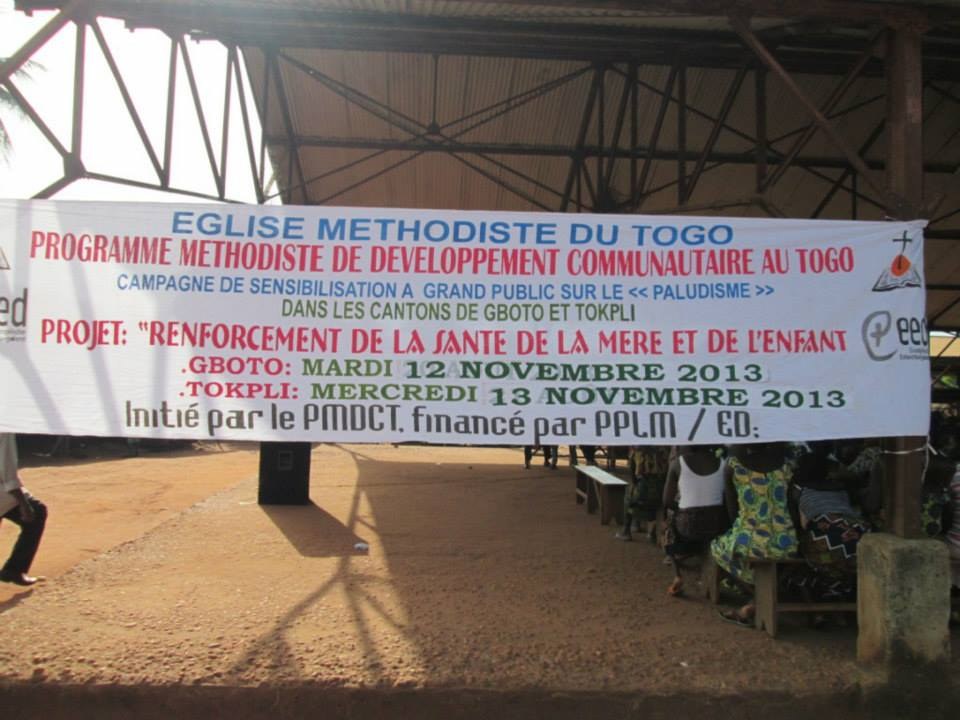 EGLISE METHODISTE DU TOGO
PROGRAMME METHODISTE DE DEVELOPPEMENT COMMUNAUTAIRE AU TOGO
CAMPAGNE DE SENSIBILISATION A GRAND PUBLIC SUR LE << PALUDISME >>
DANS LES CANTONS DE GBOTO ET TOKPLI
PROJET: "RENFORCEMENT DE LA SANTE DE LA MERE ET DE L'ENFANT
.GBOTO: MARDI 12 NOVEMBRE 2013
.TOKPLI: MERCREDI 13 NOVEMBRE 2013
Initié par le PMDCT, financé par PPLM / ED:
ed
eed